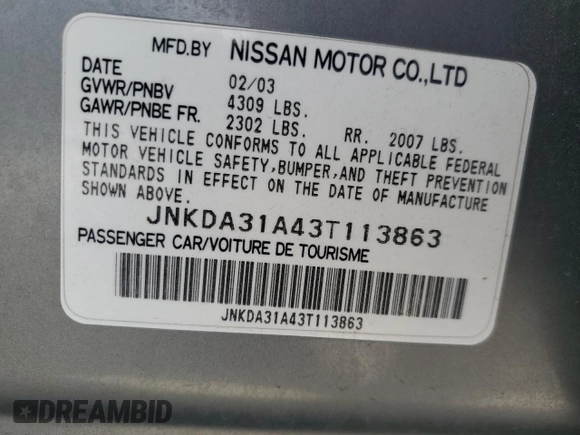 MFD.BY NISSAN MOTOR CO.,LTD
DATE 02/03
GVWR/PNBV 4309 LBS.
GAWR/PNBE FR. 2302 LBS. RR. 2007 LBS.
THIS VEHICLE CONFORMS TO ALL APPLICABLE FEDERAL
MOTOR VEHICLE SAFETY,BUMPER,AND THEFT PREVENTION
STANDARDS IN EFFECT ON THE DATE OF MANUFACTURE
SHOWN ABOVE.
JNKDA31A43T113863
PASSENGER CAR/VOITURE DE TOURISME
JNKDA31A43T113863
DREAMBID